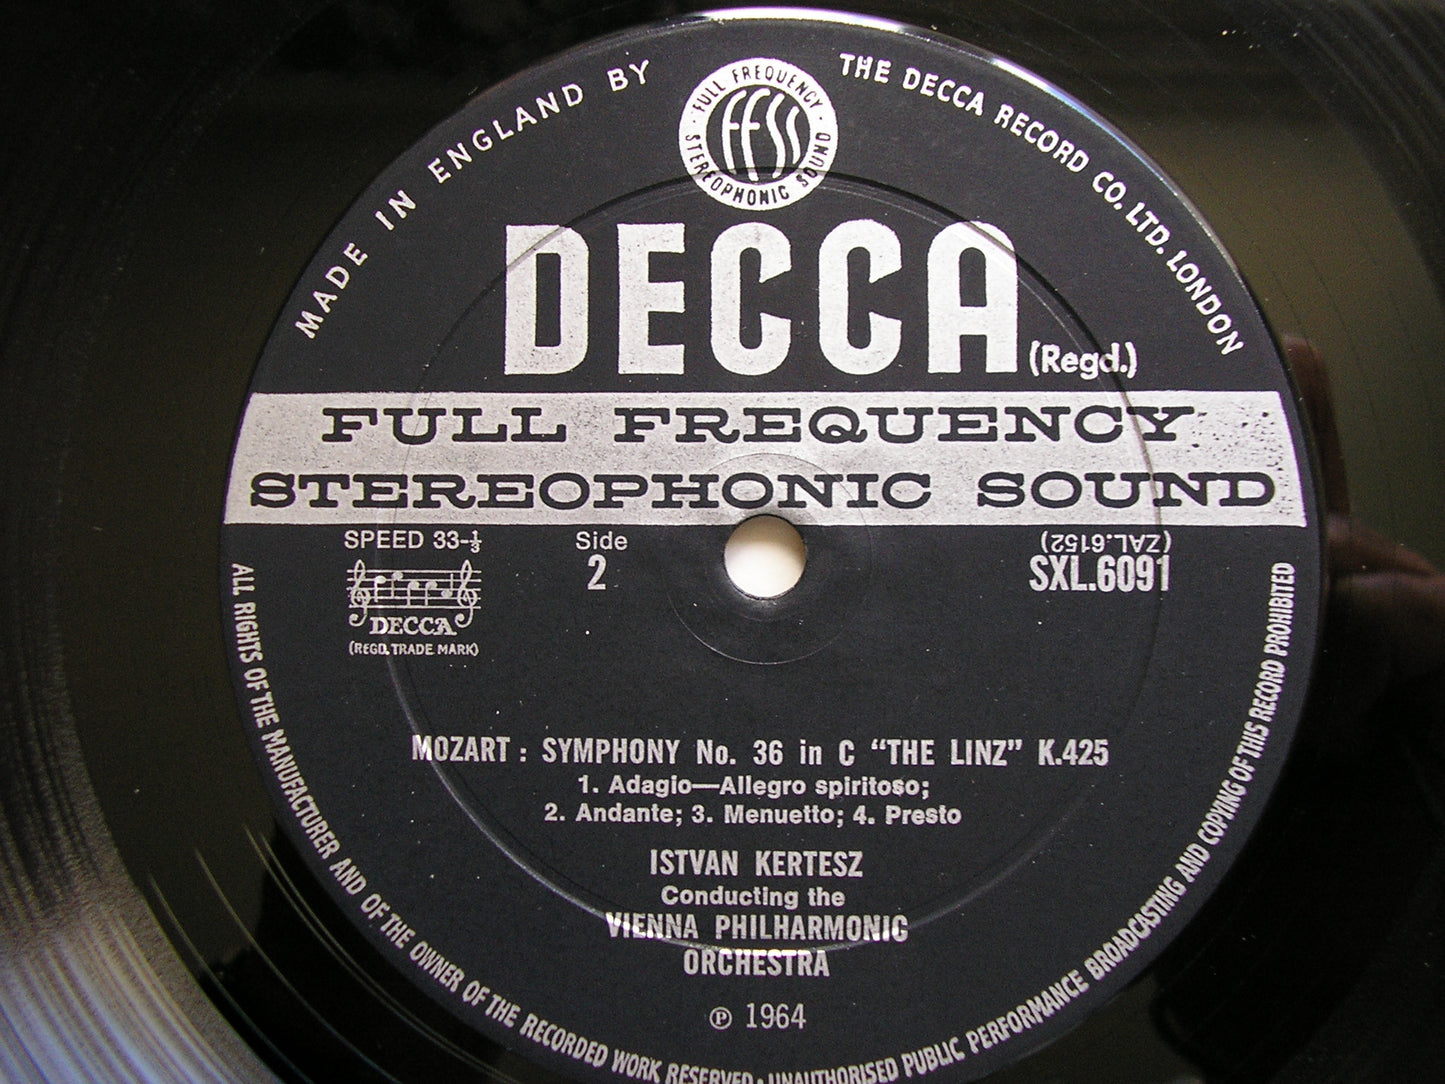 MADE IN ENGLAND BY
THE DECCA RECORD CO. LTD. LONDON
FULL FREQUENCY
FFSS
STEREOPHONIC SOUND
DECCA
(Regd.)
FULL FREQUENCY
STEREOPHONIC SOUND
SPEED 33-⅓
Side
2
(ZAL.6152)
SXL.6091
DECCA
(REGD. TRADE MARK)
MOZART : SYMPHONY No. 36 in C “THE LINZ” K.425
1. Adagio—Allegro spiritoso;
2. Andante; 3. Menuetto; 4. Presto
ISTVAN KERTESZ
Conducting the
VIENNA PHILHARMONIC
ORCHESTRA
℗ 1964
ALL RIGHTS OF THE MANUFACTURER AND OF THE OWNER OF THE RECORDED WORK RESERVED • UNAUTHORISED PUBLIC PERFORMANCE BROADCASTING AND COPYING OF THIS RECORD PROHIBITED